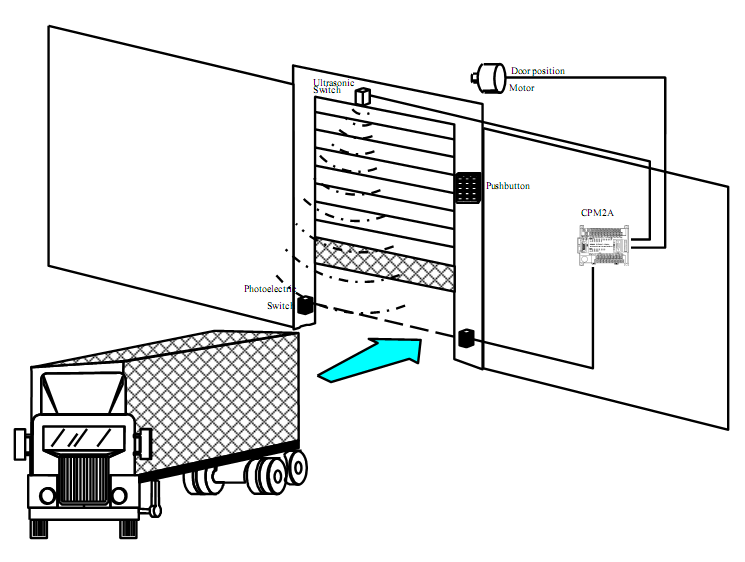 Ultrasonic
Switch
Door position
Motor
Pushbutton
CPM2A
Photoelectric
Switch